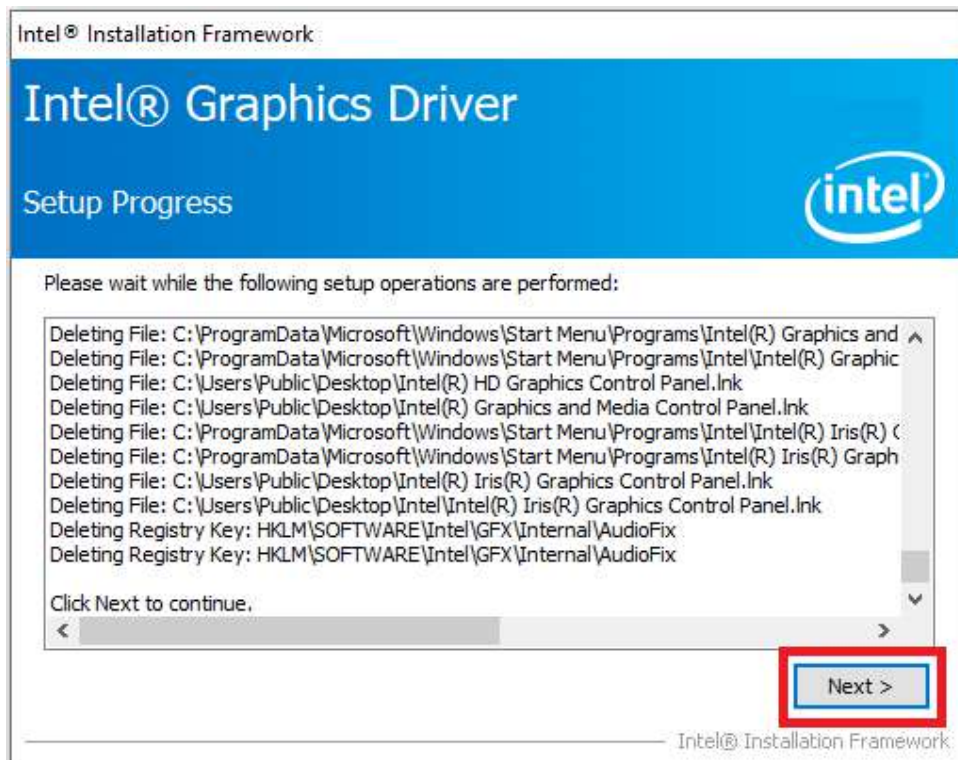 Intel® Installation Framework
Intel® Graphics Driver
Setup Progress
intel
Please wait while the following setup operations are performed:
Deleting File: C:\ProgramData\Microsoft\Windows\Start Menu\Programs\Intel(R) Graphics and
Deleting File: C:\ProgramData\Microsoft\Windows\Start Menu\Programs\Intel\Intel(R) Graphic
Deleting File: C:\Users\Public\Desktop\Intel(R) HD Graphics Control Panel.lnk
Deleting File: C:\Users\Public\Desktop\Intel(R) Graphics and Media Control Panel.lnk
Deleting File: C:\ProgramData\Microsoft\Windows\Start Menu\Programs\Intel\Intel(R) Iris(R) G
Deleting File: C:\ProgramData\Microsoft\Windows\Start Menu\Programs\Intel(R) Iris(R) Graph
Deleting File: C:\Users\Public\Desktop\Intel(R) Iris(R) Graphics Control Panel.lnk
Deleting File: C:\Users\Public\Desktop\Intel\Intel(R) Iris(R) Graphics Control Panel.lnk
Deleting Registry Key: HKLM\SOFTWARE\Intel\GFX\Internal\AudioFix
Deleting Registry Key: HKLM\SOFTWARE\Intel\GFX\Internal\AudioFix
Click Next to continue.
Next >
Intel® Installation Framework